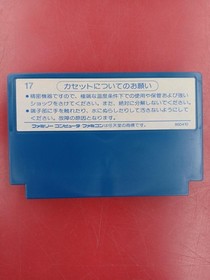 17
カセットについてのお願い
● 精密機器ですので、極端な温度条件下での使用や保管および強い
ショックをさけてください。また、絶対に分解しないでください。
● 端子部に手を触れたり、水にぬらしたりして汚さないようにして
ください。故障の原因となります。
ファミリーコンピュータ ファミコンは任天堂の商標です。